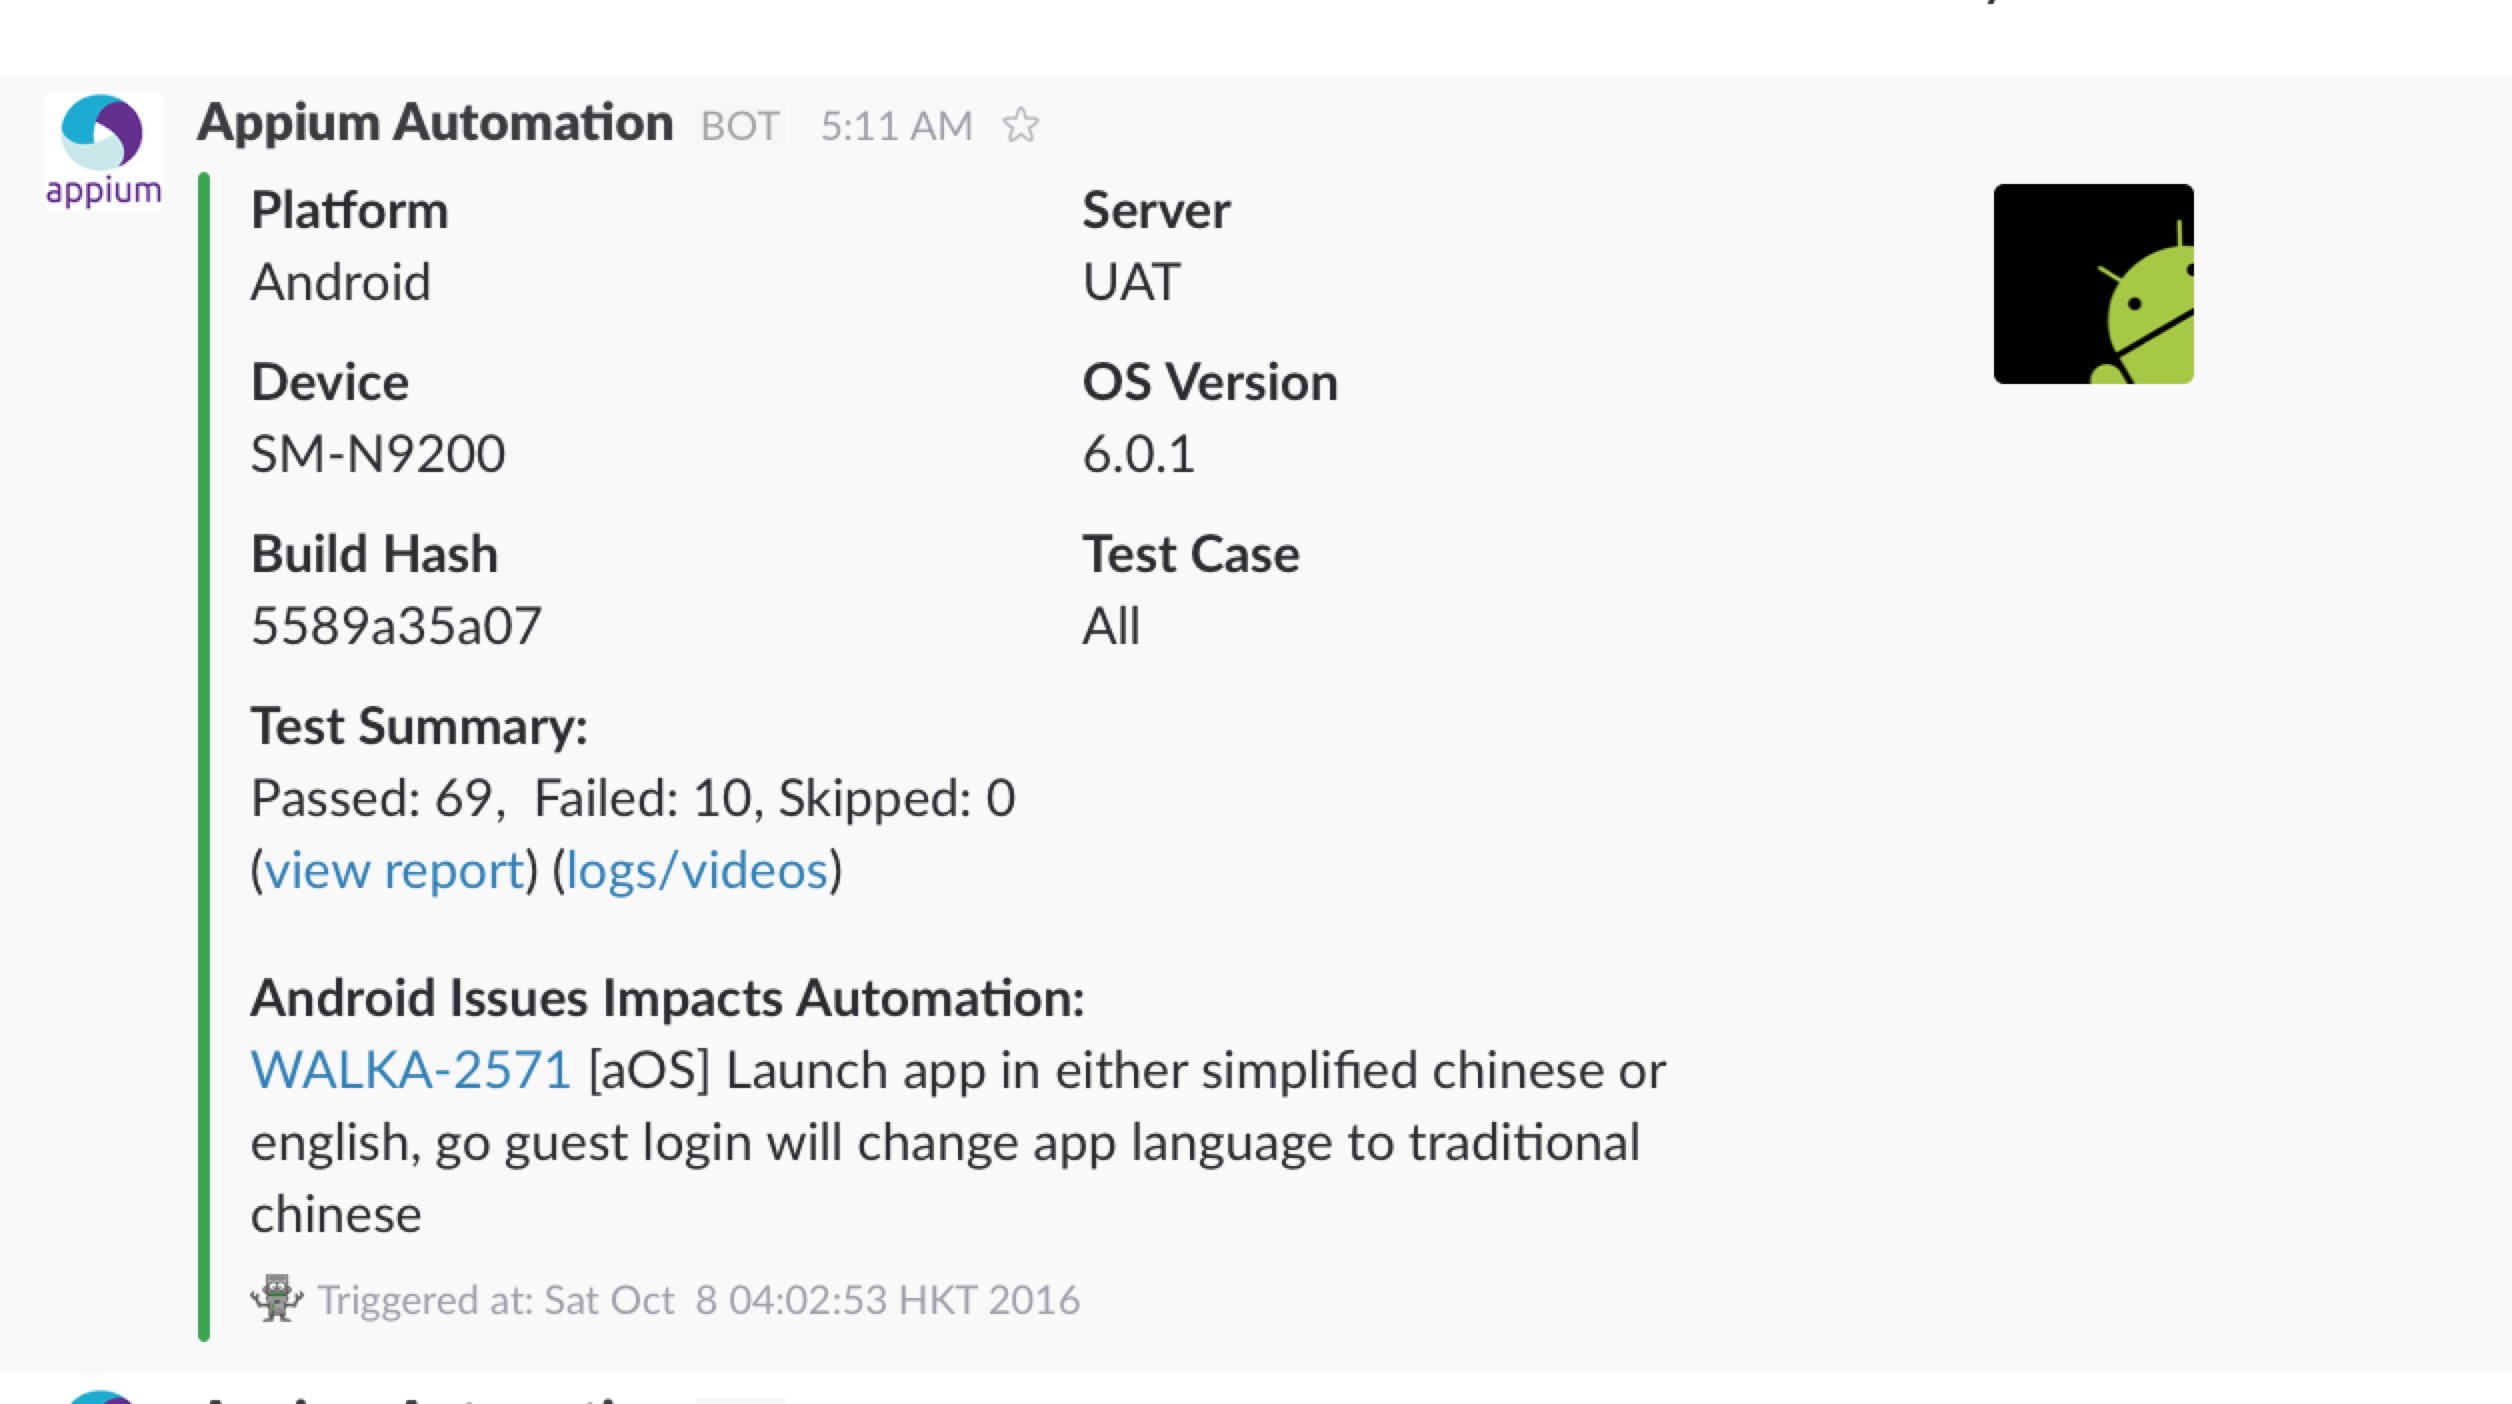 Appium Automation BOT 5:11 AM
appium
Platform Server
Android UAT
Device OS Version
SM-N9200 6.0.1
Build Hash Test Case
5589a35a07 All
Test Summary:
Passed: 69,  Failed: 10, Skipped: 0
(view report) (logs/videos)
Android Issues Impacts Automation:
WALKA-2571 [aOS] Launch app in either simplified chinese or
english, go guest login will change app language to traditional
chinese
Triggered at: Sat Oct  8 04:02:53 HKT 2016